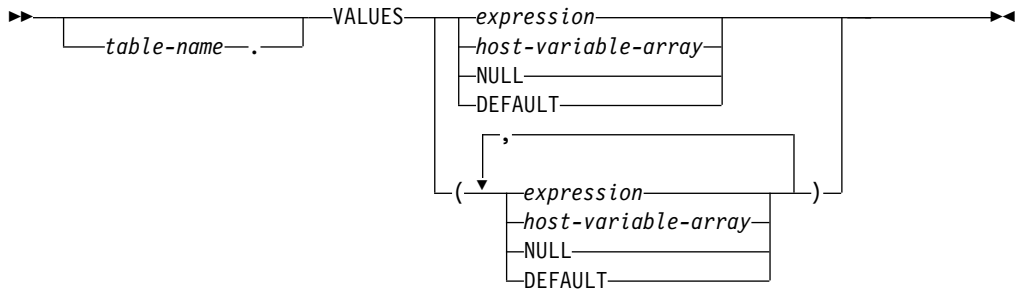 VALUES expression
table-name . host-variable-array
NULL
DEFAULT
,
( expression )
host-variable-array
NULL
DEFAULT